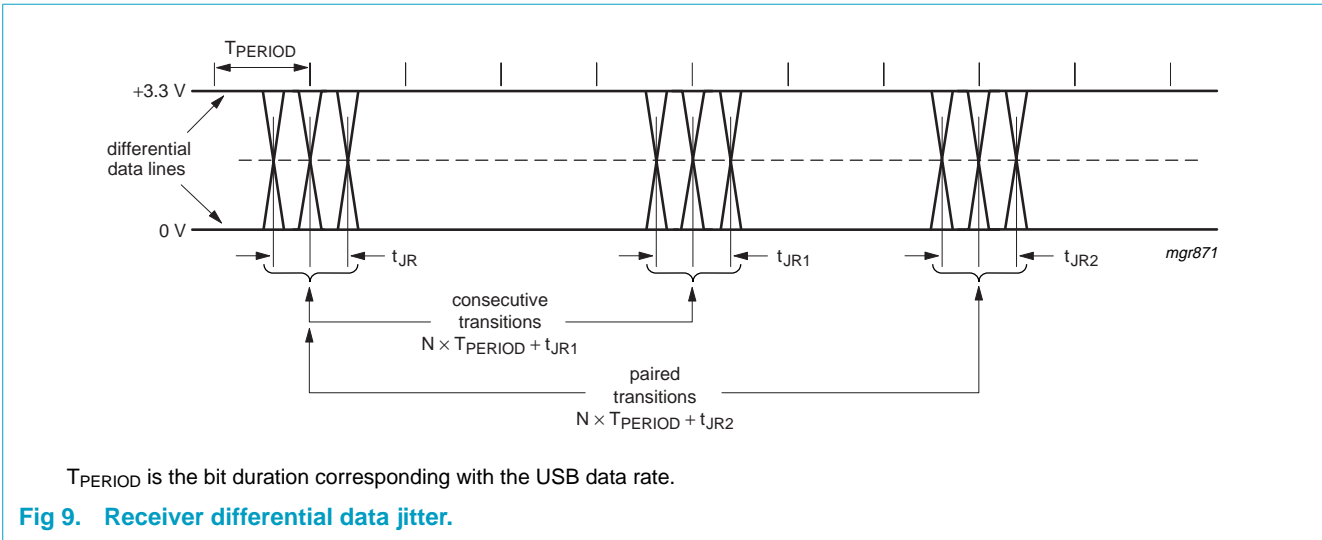 TPERIOD
+3.3 V
differential
data lines
0 V
tJR
tJR1
tJR2
mgr871
consecutive
transitions
N × TPERIOD + tJR1
paired
transitions
N × TPERIOD + tJR2
TPERIOD is the bit duration corresponding with the USB data rate.
Fig 9. Receiver differential data jitter.